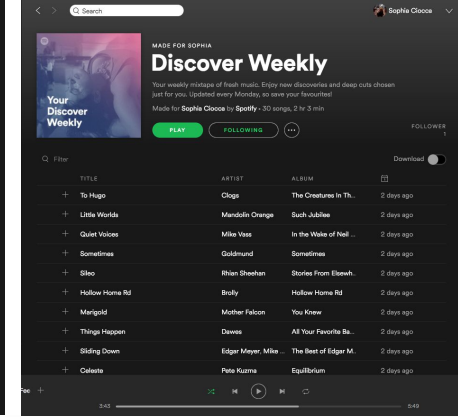 Search
Sophia Ciocca
MADE FOR SOPHIA
Discover Weekly
Your weekly mixtape of fresh music. Enjoy new discoveries and deep cuts chosen
just for you. Updated every Monday, so save your favourites!
Made for Sophia Ciocca by Spotify • 30 songs, 2 hr 3 min
Your
Discover
Weekly
PLAY
FOLLOWING
FOLLOWER
1
Filter
Download
TITLE ARTIST ALBUM
To Hugo Clogs The Creatures In Th... 2 days ago
Little Worlds Mandolin Orange Such Jubilee 2 days ago
Quiet Voices Mike Vass In the Wake of Neil ... 2 days ago
Sometimes Goldmund Sometimes 2 days ago
Sileo Rhian Sheehan Stories From Elsewh... 2 days ago
Hollow Home Rd Brolly Hollow Home Rd 2 days ago
Marigold Mother Falcon You Knew 2 days ago
Things Happen Dawes All Your Favorite Ba... 2 days ago
Sliding Down Edgar Meyer, Mike ... The Best of Edgar M.. 2 days ago
Celeste Pete Kuzma Equilibrium 2 days ago
3:43
5:49